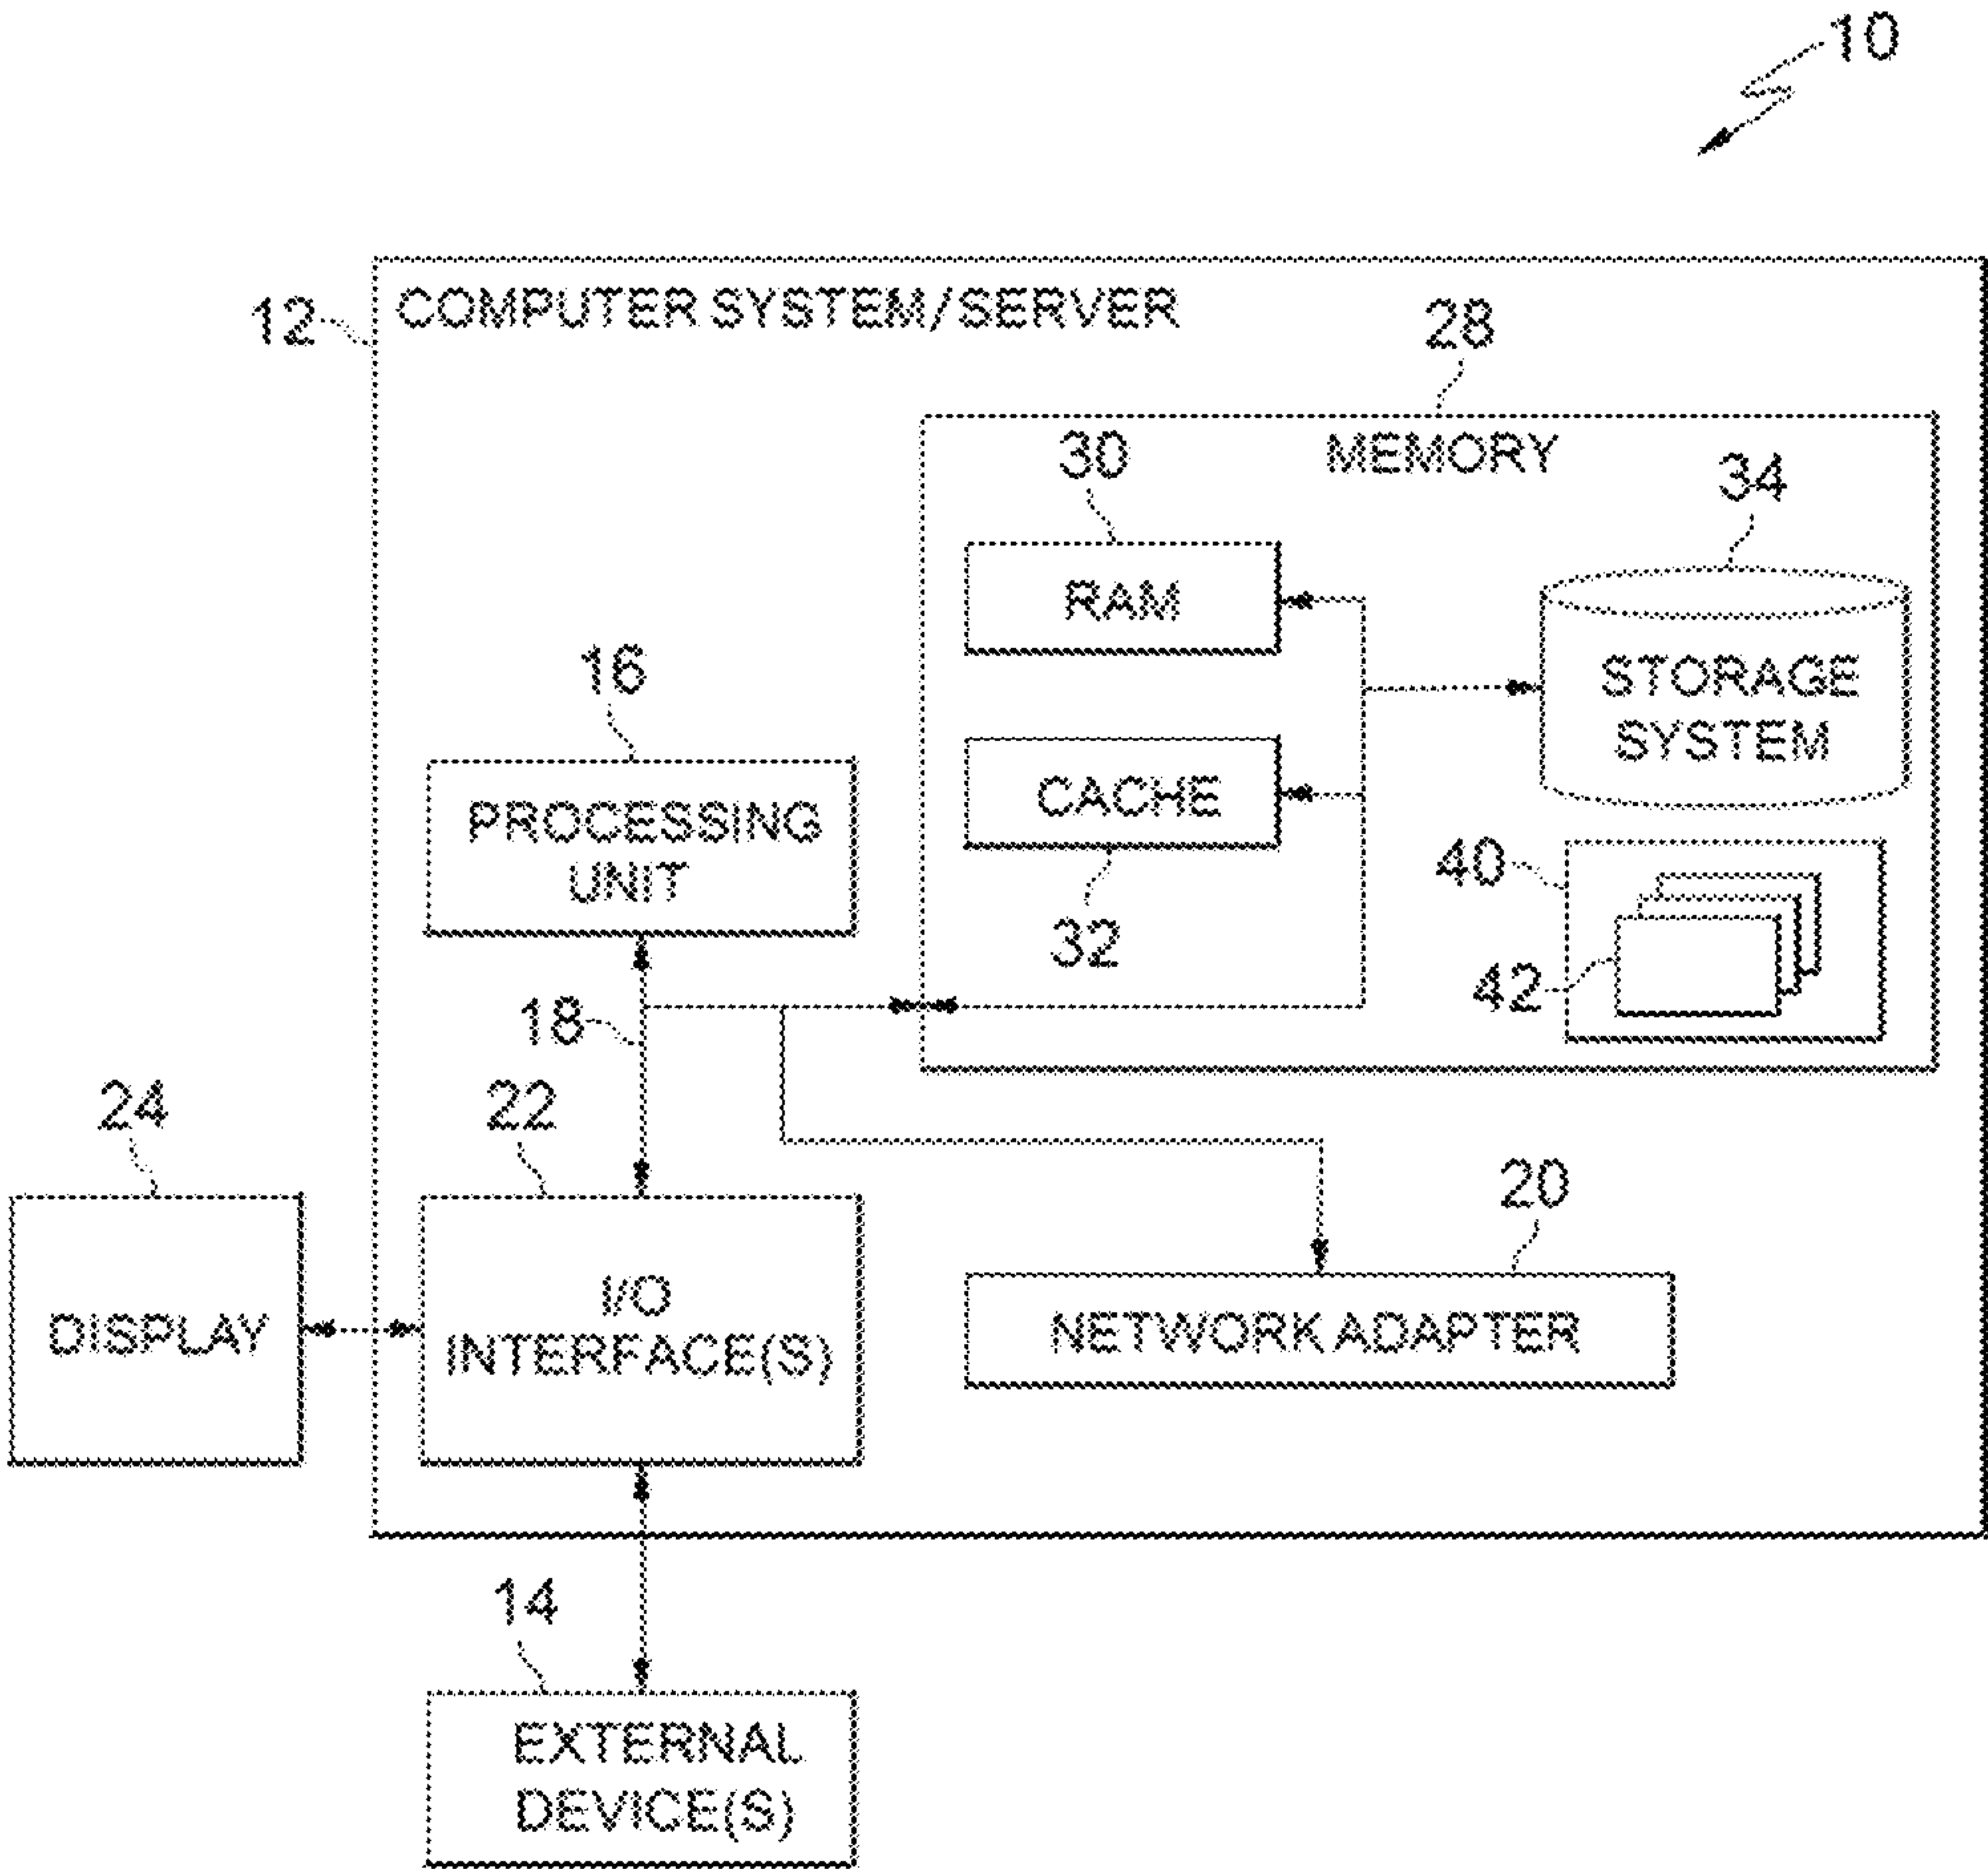 10
12
COMPUTER SYSTEM/SERVER
28
MEMORY
30
34
RAM
STORAGE
SYSTEM
16
CACHE
PROCESSING
UNIT
32
40
42
18
24
22
20
DISPLAY
I/O
INTERFACE(S)
NETWORK ADAPTER
14
EXTERNAL
DEVICE(S)